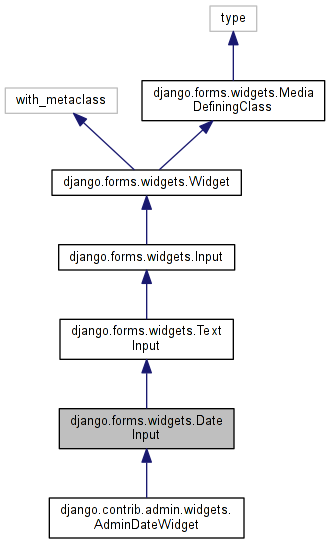 type
with_metaclass
django.forms.widgets.Media
DefiningClass
django.forms.widgets.Widget
django.forms.widgets.Input
django.forms.widgets.Text
Input
django.forms.widgets.Date
Input
django.contrib.admin.widgets.
AdminDateWidget